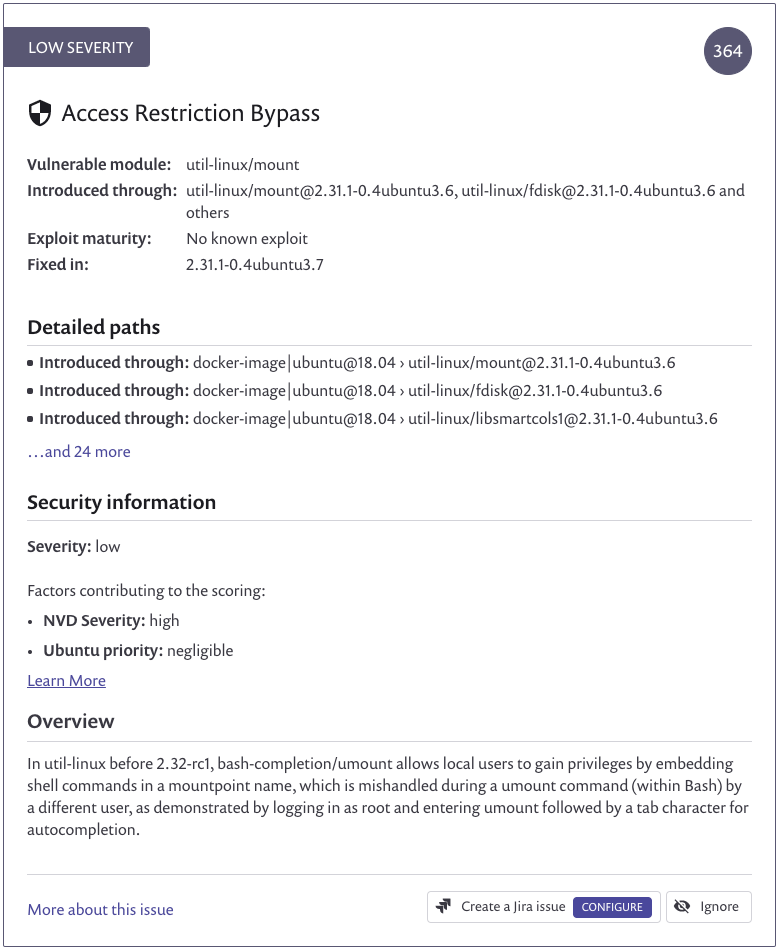 LOW SEVERITY
364
Access Restriction Bypass
Vulnerable module: util-linux/mount
Introduced through: util-linux/mount@2.31.1-0.4ubuntu3.6, util-linux/fdisk@2.31.1-0.4ubuntu3.6 and
others
Exploit maturity: No known exploit
Fixed in: 2.31.1-0.4ubuntu3.7
Detailed paths
▪ Introduced through: docker-image|ubuntu@18.04 › util-linux/mount@2.31.1-0.4ubuntu3.6
▪ Introduced through: docker-image|ubuntu@18.04 › util-linux/fdisk@2.31.1-0.4ubuntu3.6
▪ Introduced through: docker-image|ubuntu@18.04 › util-linux/libsmartcols1@2.31.1-0.4ubuntu3.6
…and 24 more
Security information
Severity: low
Factors contributing to the scoring:
• NVD Severity: high
• Ubuntu priority: negligible
Learn More
Overview
In util-linux before 2.32-rc1, bash-completion/umount allows local users to gain privileges by embedding
shell commands in a mountpoint name, which is mishandled during a umount command (within Bash) by
a different user, as demonstrated by logging in as root and entering umount followed by a tab character for
autocompletion.
More about this issue
Create a Jira issue CONFIGURE
Ignore